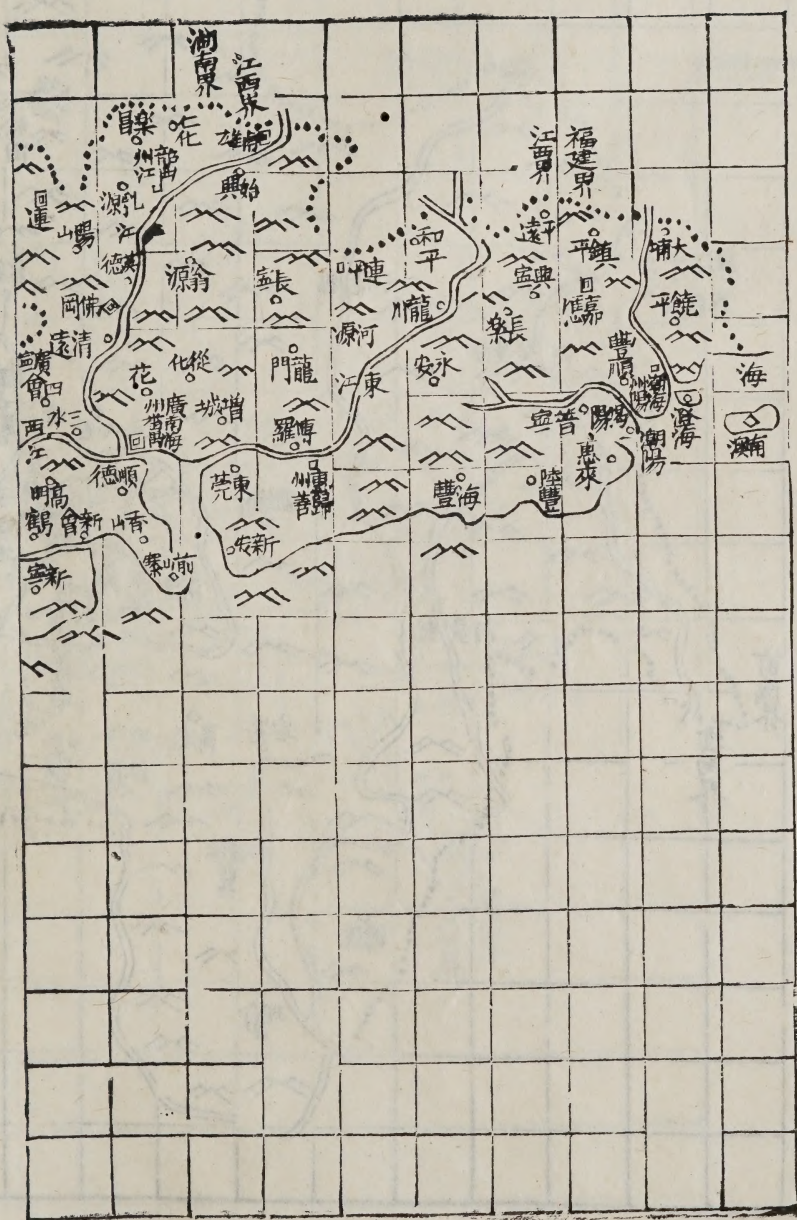 湖南界
江西界
江西界
福建界
樂昌
仁化
南雄
韶州
曲江
始興
乳源
江
連
陽山
英德
翁源
長寧
連平
和平
龍川
河源
平遠
鎮平
興寧
嘉應
長樂
大埔
饒平
豐順
佛岡
清遠
廣寧
四會
三水
西江
花
從化
龍門
增城
廣州
南海
番禺
博羅
東江
永安
普寧
揭陽
潮州
海陽
潮陽
澄海
海
南澳
惠來
陸豐
海豐
惠州
歸善
東莞
新安
順德
香山
前山寨
新會
高明
鶴
新寧